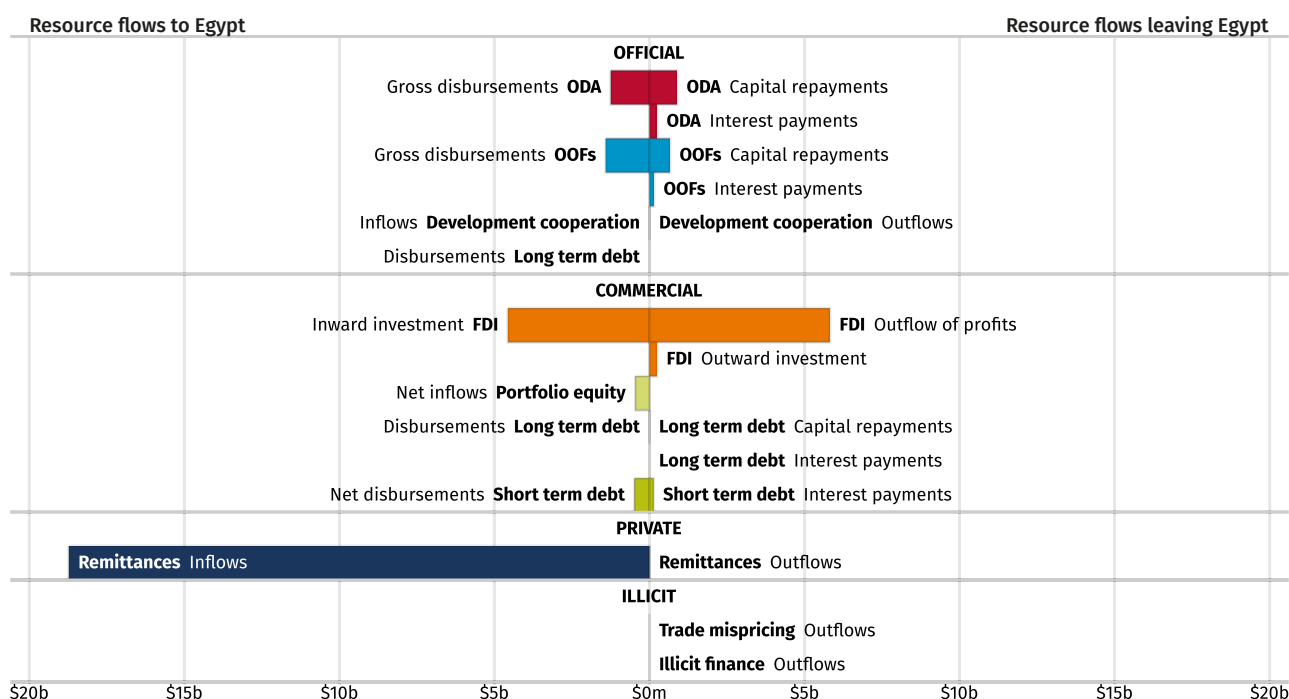 Resource flows to Egypt Resource flows leaving Egypt
OFFICIAL
Gross disbursements ODA ODA Capital repayments
ODA Interest payments
Gross disbursements OOFs OOFs Capital repayments
OOFs Interest payments
Inflows Development cooperation Development cooperation Outflows
Disbursements Long term debt
COMMERCIAL
Inward investment FDI FDI Outflow of profits
FDI Outward investment
Net inflows Portfolio equity
Disbursements Long term debt Long term debt Capital repayments
Long term debt Interest payments
Net disbursements Short term debt Short term debt Interest payments
PRIVATE
Remittances Inflows Remittances Outflows
ILLICIT
Trade mispricing Outflows
Illicit finance Outflows
$20b $15b $10b $5b $0m $5b $10b $15b $20b